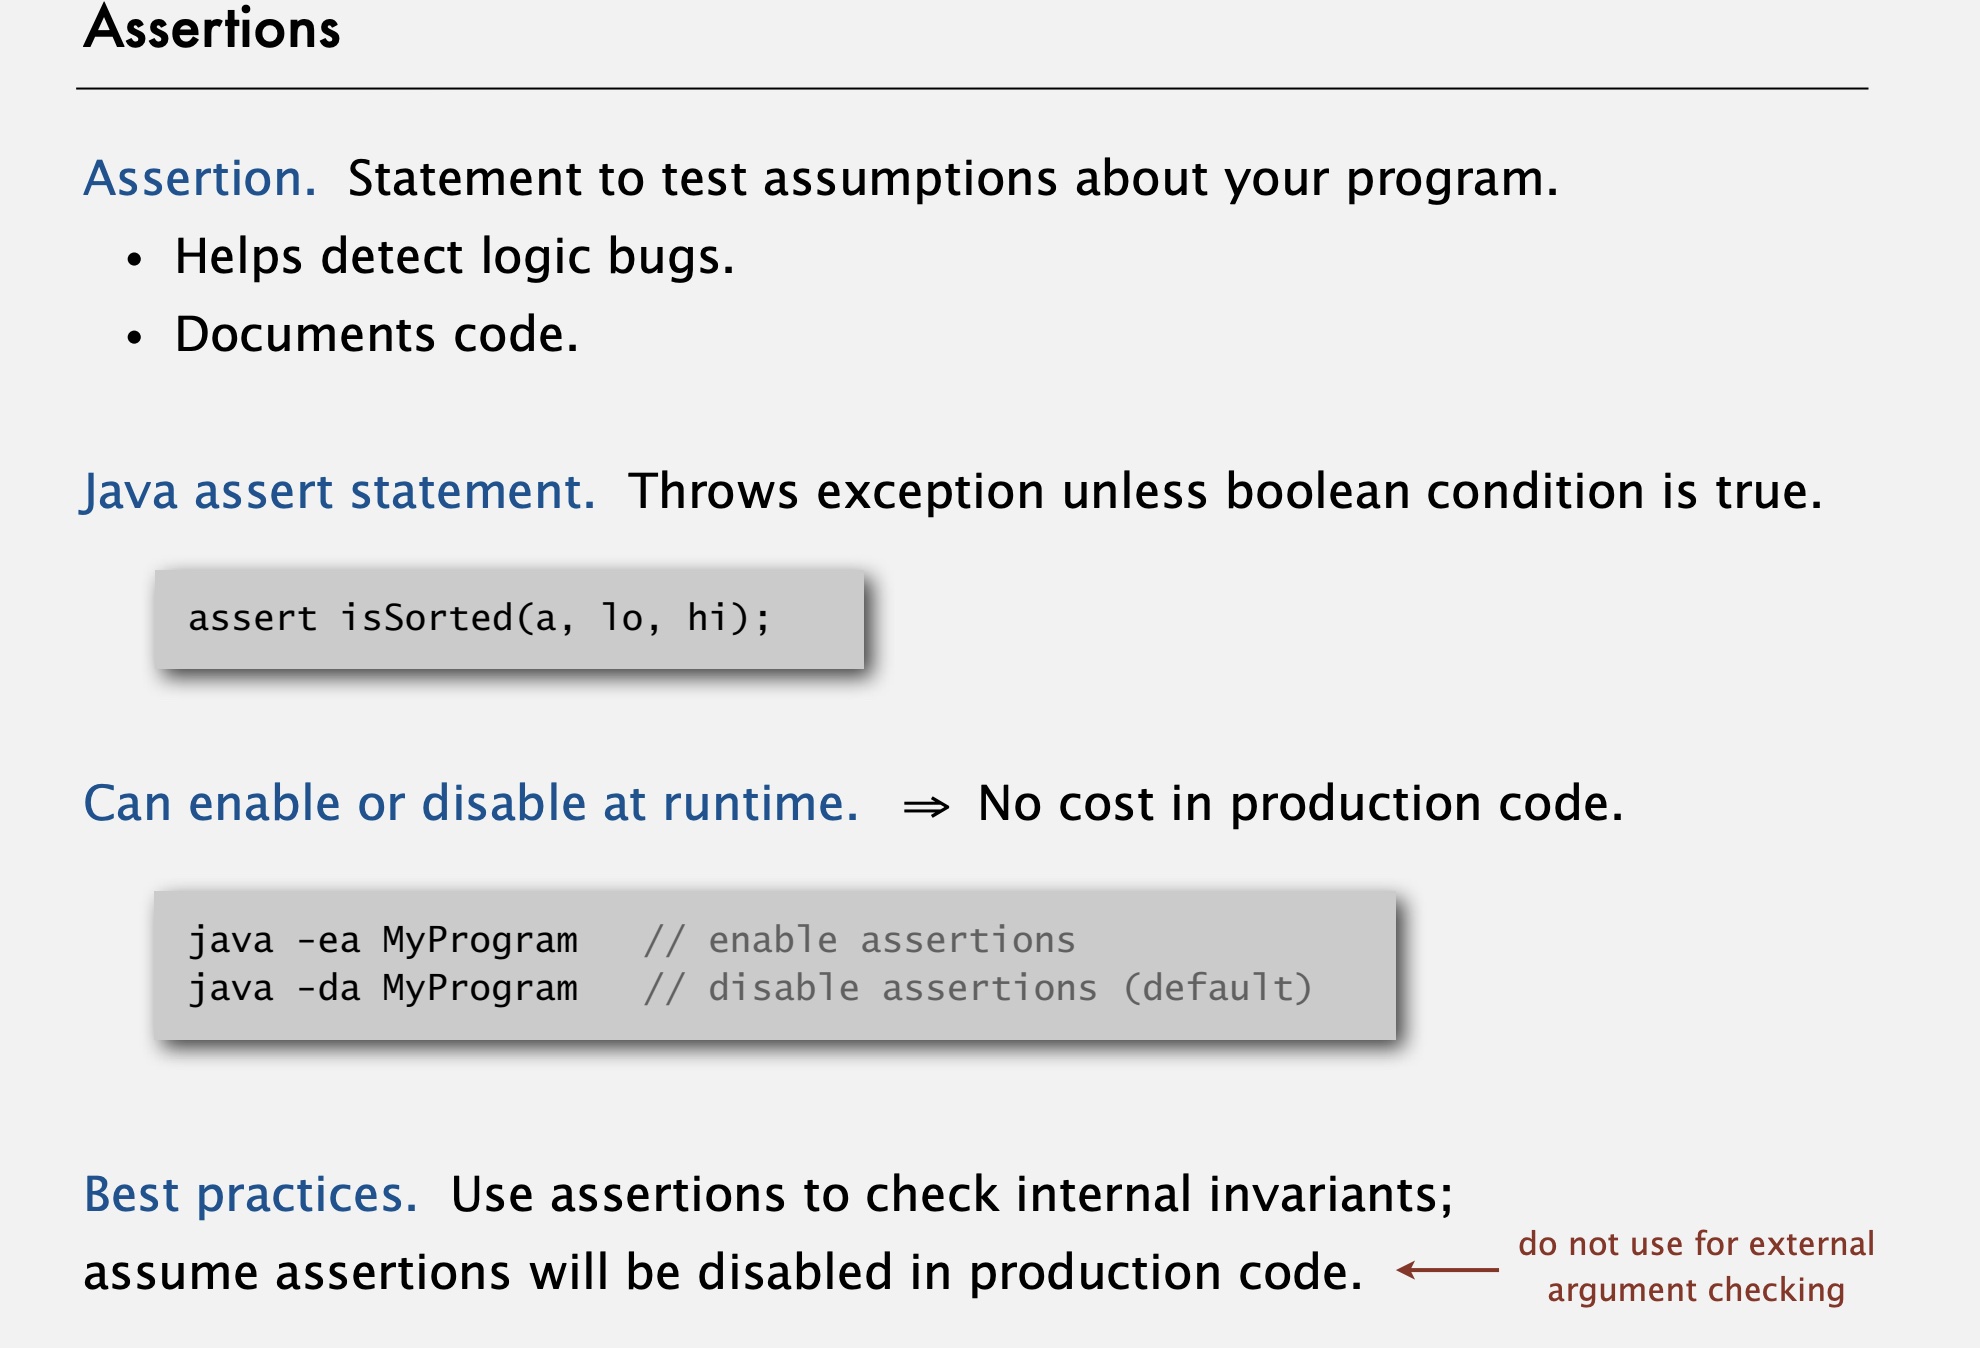 Assertions
Assertion. Statement to test assumptions about your program.
• Helps detect logic bugs.
• Documents code.
Java assert statement. Throws exception unless boolean condition is true.
assert isSorted(a, lo, hi);
Can enable or disable at runtime. ⇒ No cost in production code.
java -ea MyProgram // enable assertions
java -da MyProgram // disable assertions (default)
Best practices. Use assertions to check internal invariants;
assume assertions will be disabled in production code.
do not use for external
argument checking